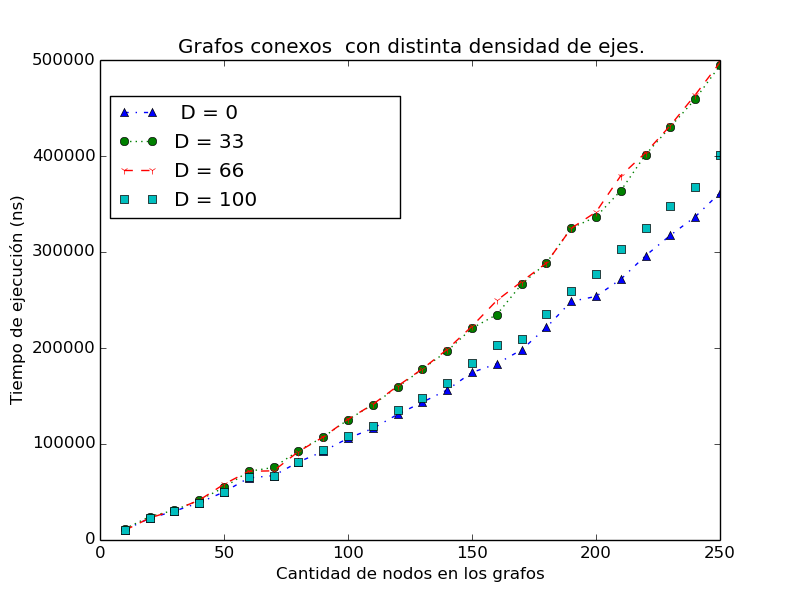 Grafos conexos  con distinta densidad de ejes.
500000
400000
300000
200000
100000
0
Tiempo de ejecución (ns)
D = 0
D = 33
D = 66
D = 100
0 50 100 150 200 250
Cantidad de nodos en los grafos